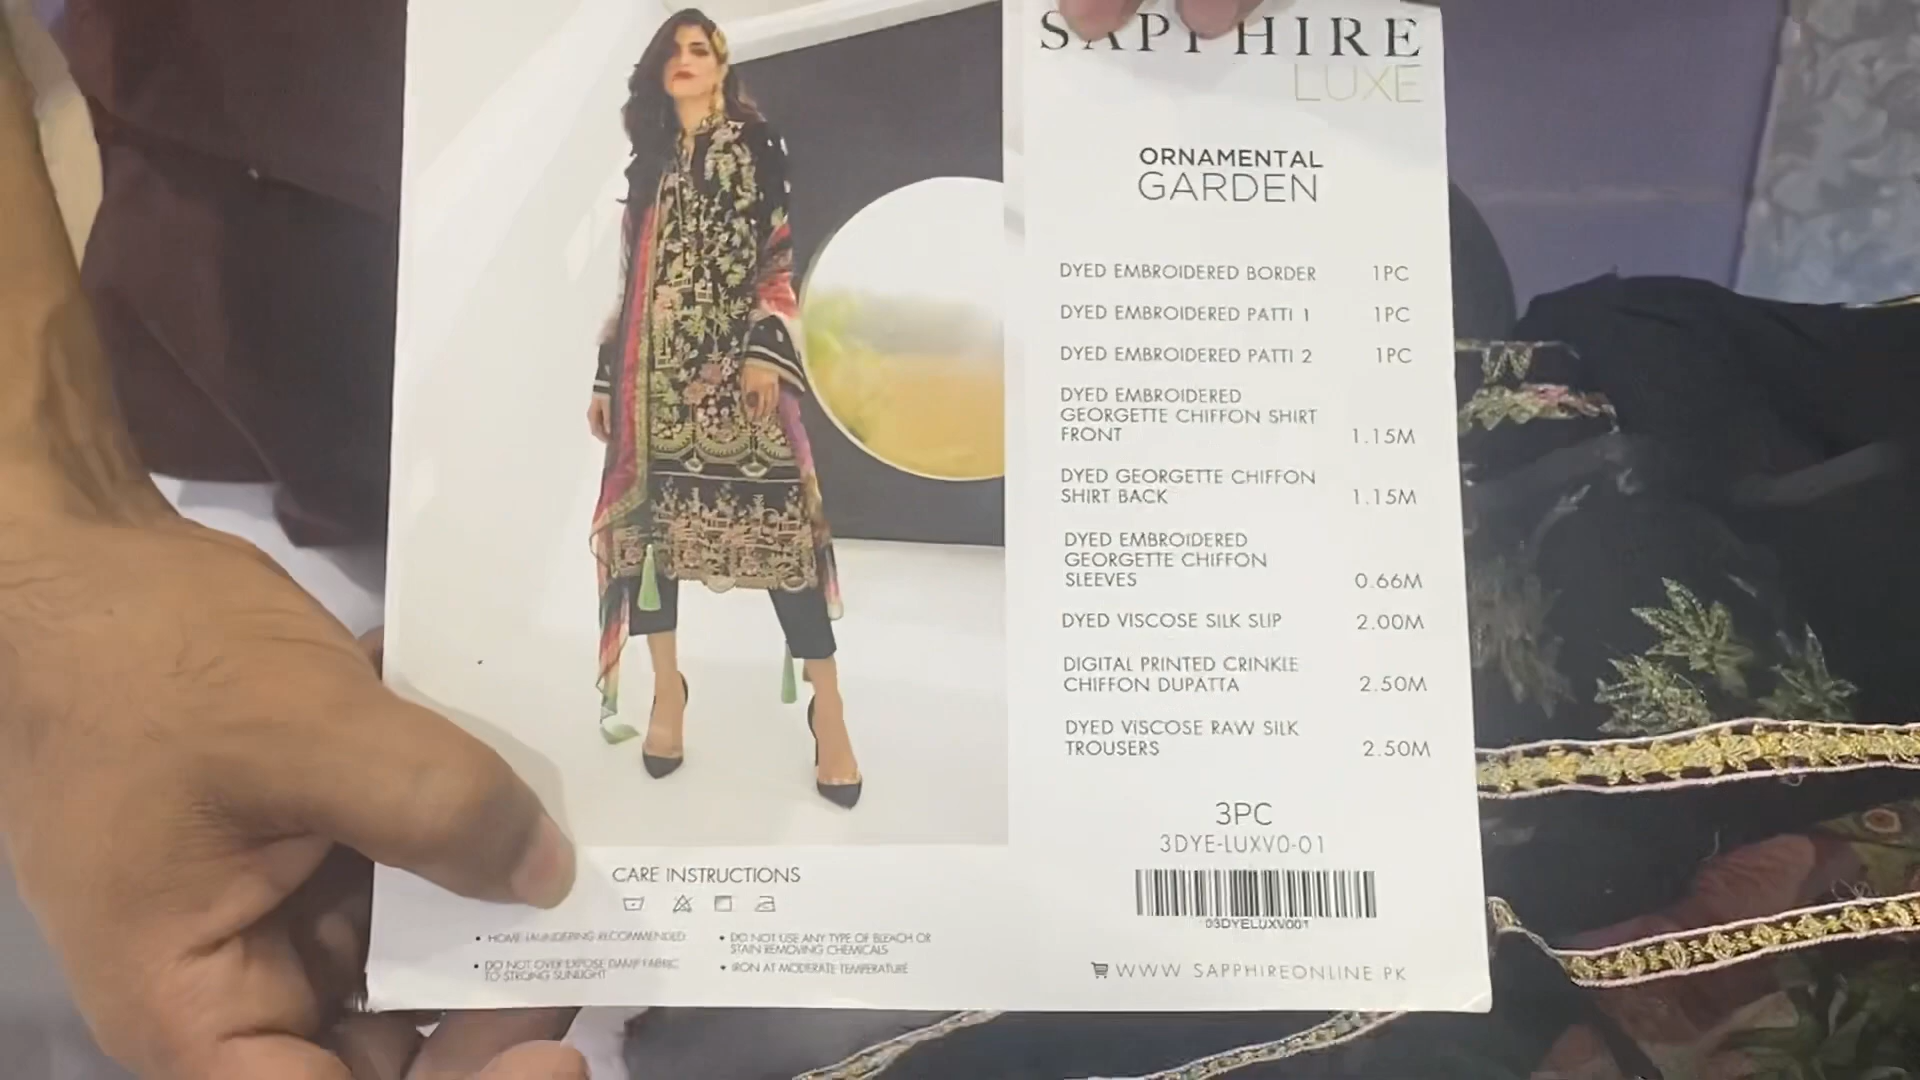 SAPPHIRE
LUXE
ORNAMENTAL
GARDEN
DYED EMBROIDERED BORDER 1PC
DYED EMBROIDERED PATTI 1 1PC
DYED EMBROIDERED PATTI 2 1PC
DYED EMBROIDERED
GEORGETTE CHIFFON SHIRT
FRONT 1.15M
DYED GEORGETTE CHIFFON
SHIRT BACK 1.15M
DYED EMBROIDERED
GEORGETTE CHIFFON
SLEEVES 0.66M
DYED VISCOSE SILK SLIP 2.00M
DIGITAL PRINTED CRINKLE
CHIFFON DUPATTA 2.50M
DYED VISCOSE RAW SILK
TROUSERS 2.50M
3PC
3DYE-LUXV0-01
03DYELUXV001
WWW SAPPHIREONLINE.PK
CARE INSTRUCTIONS
• HOME LAUNDERING RECOMMENDED
• DO NOT OVER EXPOSE DAMP FABRIC
TO STRONG SUNLIGHT
• DO NOT USE ANY TYPE OF BLEACH OR
STAIN REMOVING CHEMICALS
• IRON AT MODERATE TEMPERATURE